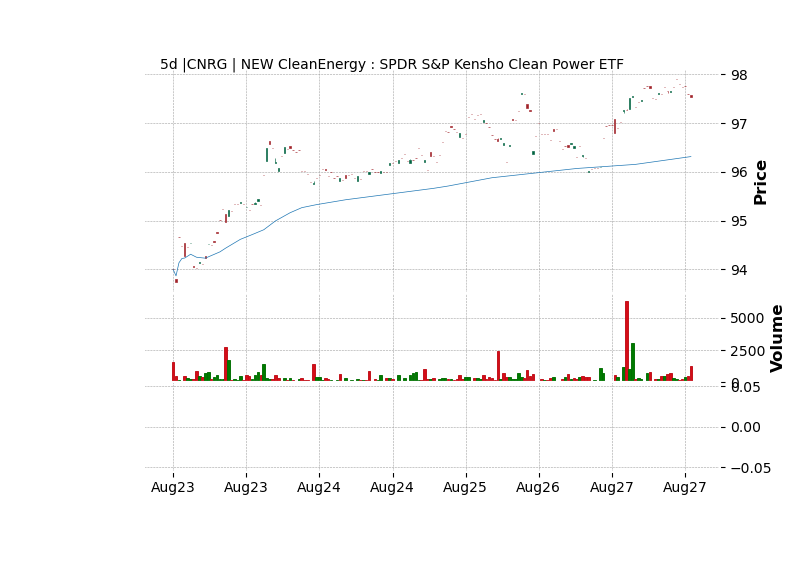 5d |CNRG | NEW CleanEnergy : SPDR S&P Kensho Clean Power ETF
98
97
96
95
94
Price
5000
2500
0
Volume
0.05
0.00
−0.05
Aug23 Aug23 Aug24 Aug24 Aug25 Aug26 Aug27 Aug27